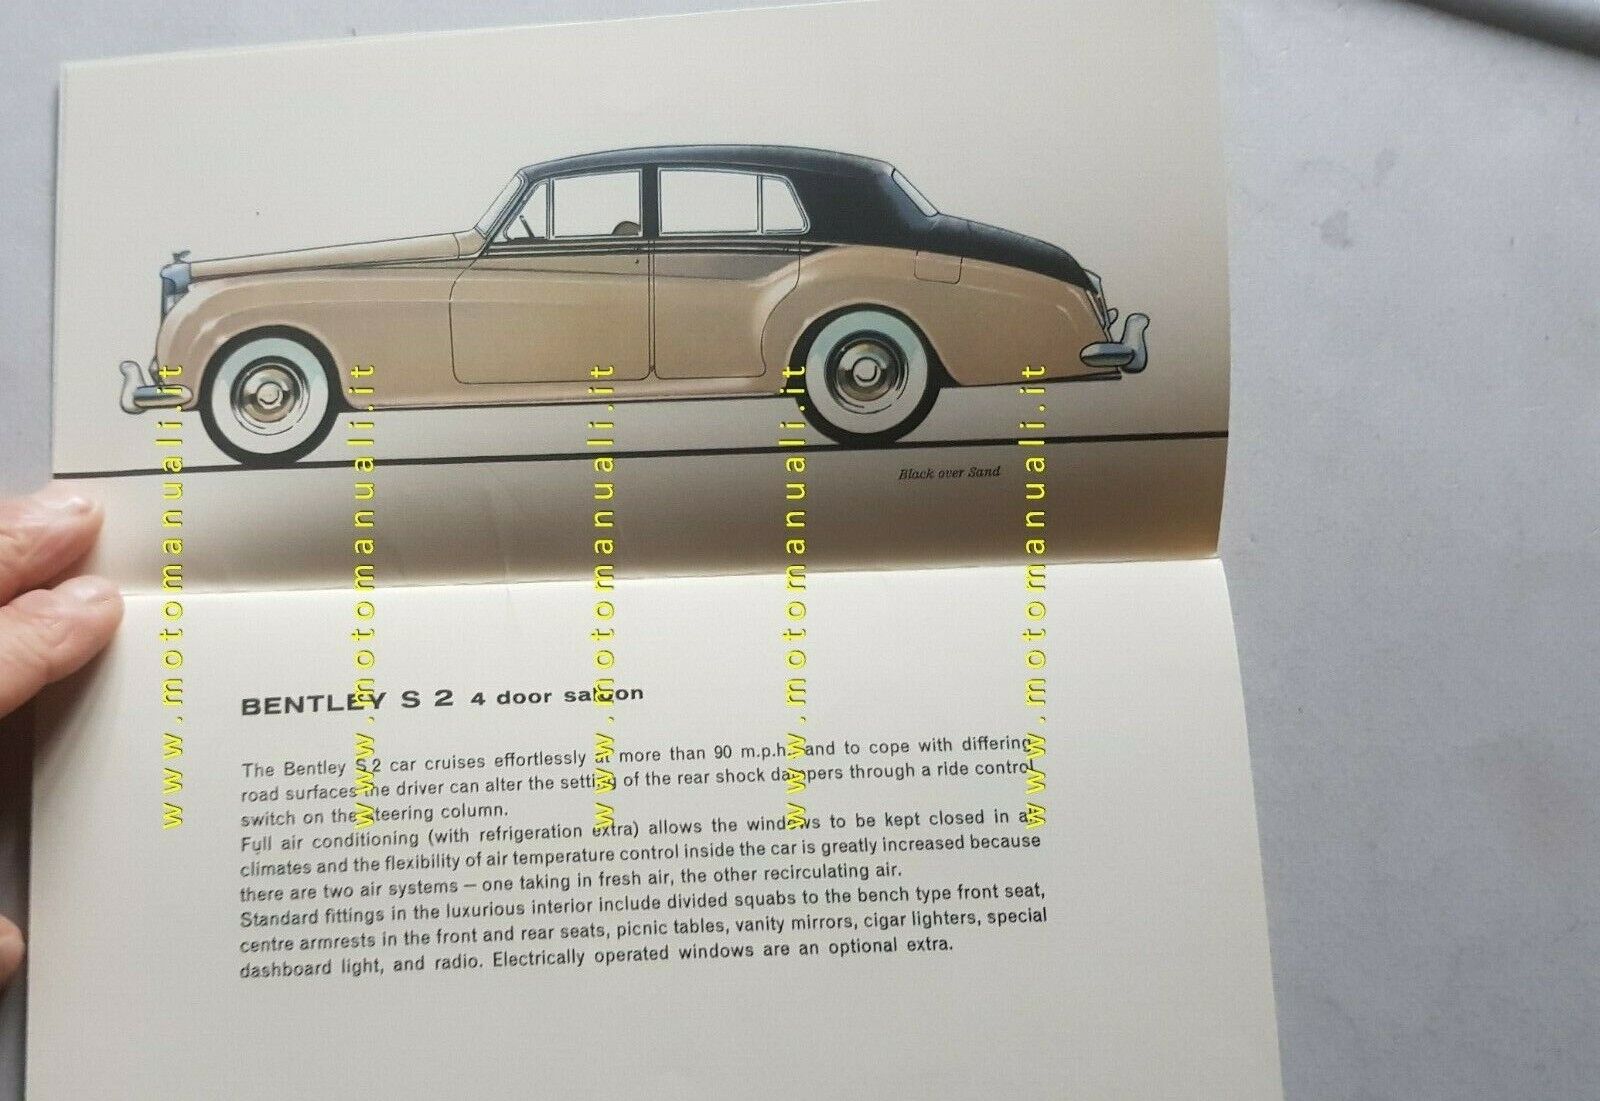 Black over Sand
BENTLEY S 2 4 door saloon
The Bentley S2 car cruises effortlessly at more than 90 m.p.h. and to cope with differing
road surfaces the driver can alter the setting of the rear shock dampers through a ride control
switch on the steering column.
Full air conditioning (with refrigeration extra) allows the windows to be kept closed in all
climates and the flexibility of air temperature control inside the car is greatly increased because
there are two air systems — one taking in fresh air, the other recirculating air.
Standard fittings in the luxurious interior include divided squabs to the bench type front seat,
centre armrests in the front and rear seats, picnic tables, vanity mirrors, cigar lighters, special
dashboard light, and radio. Electrically operated windows are an optional extra.
www.motomanuali.it
www.motomanuali.it
www.motomanuali.it
www.motomanuali.it
www.motomanuali.it